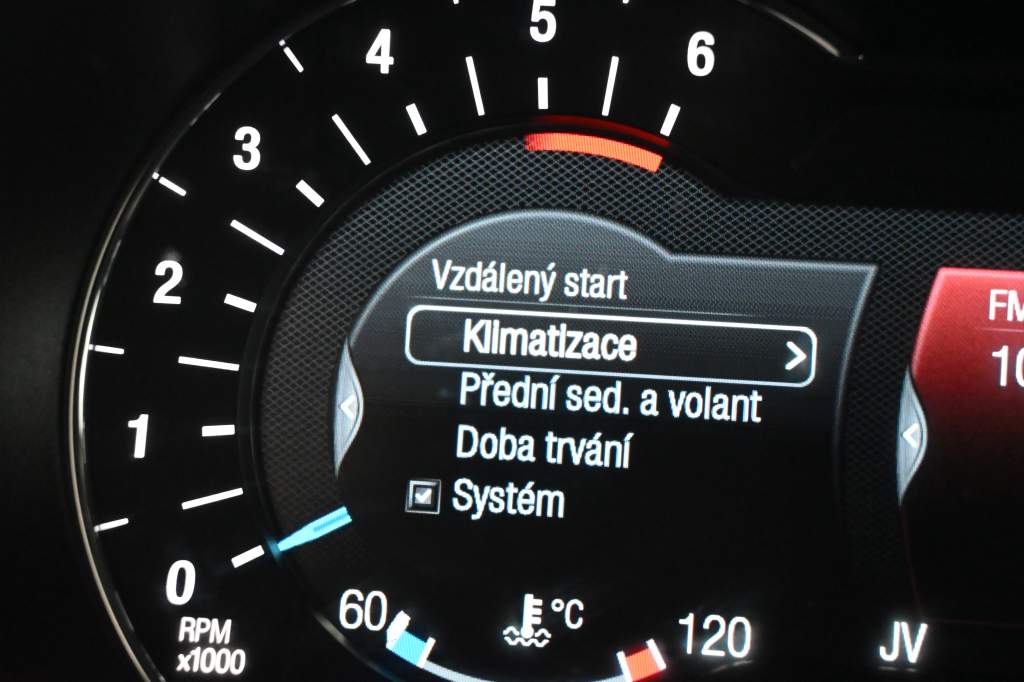 5
4
6
3
2
1
0
RPM
x1000
Vzdálený start
Klimatizace
Přední sed. a volant
Doba trvání
Systém
60
°C
120
FM
10
JV